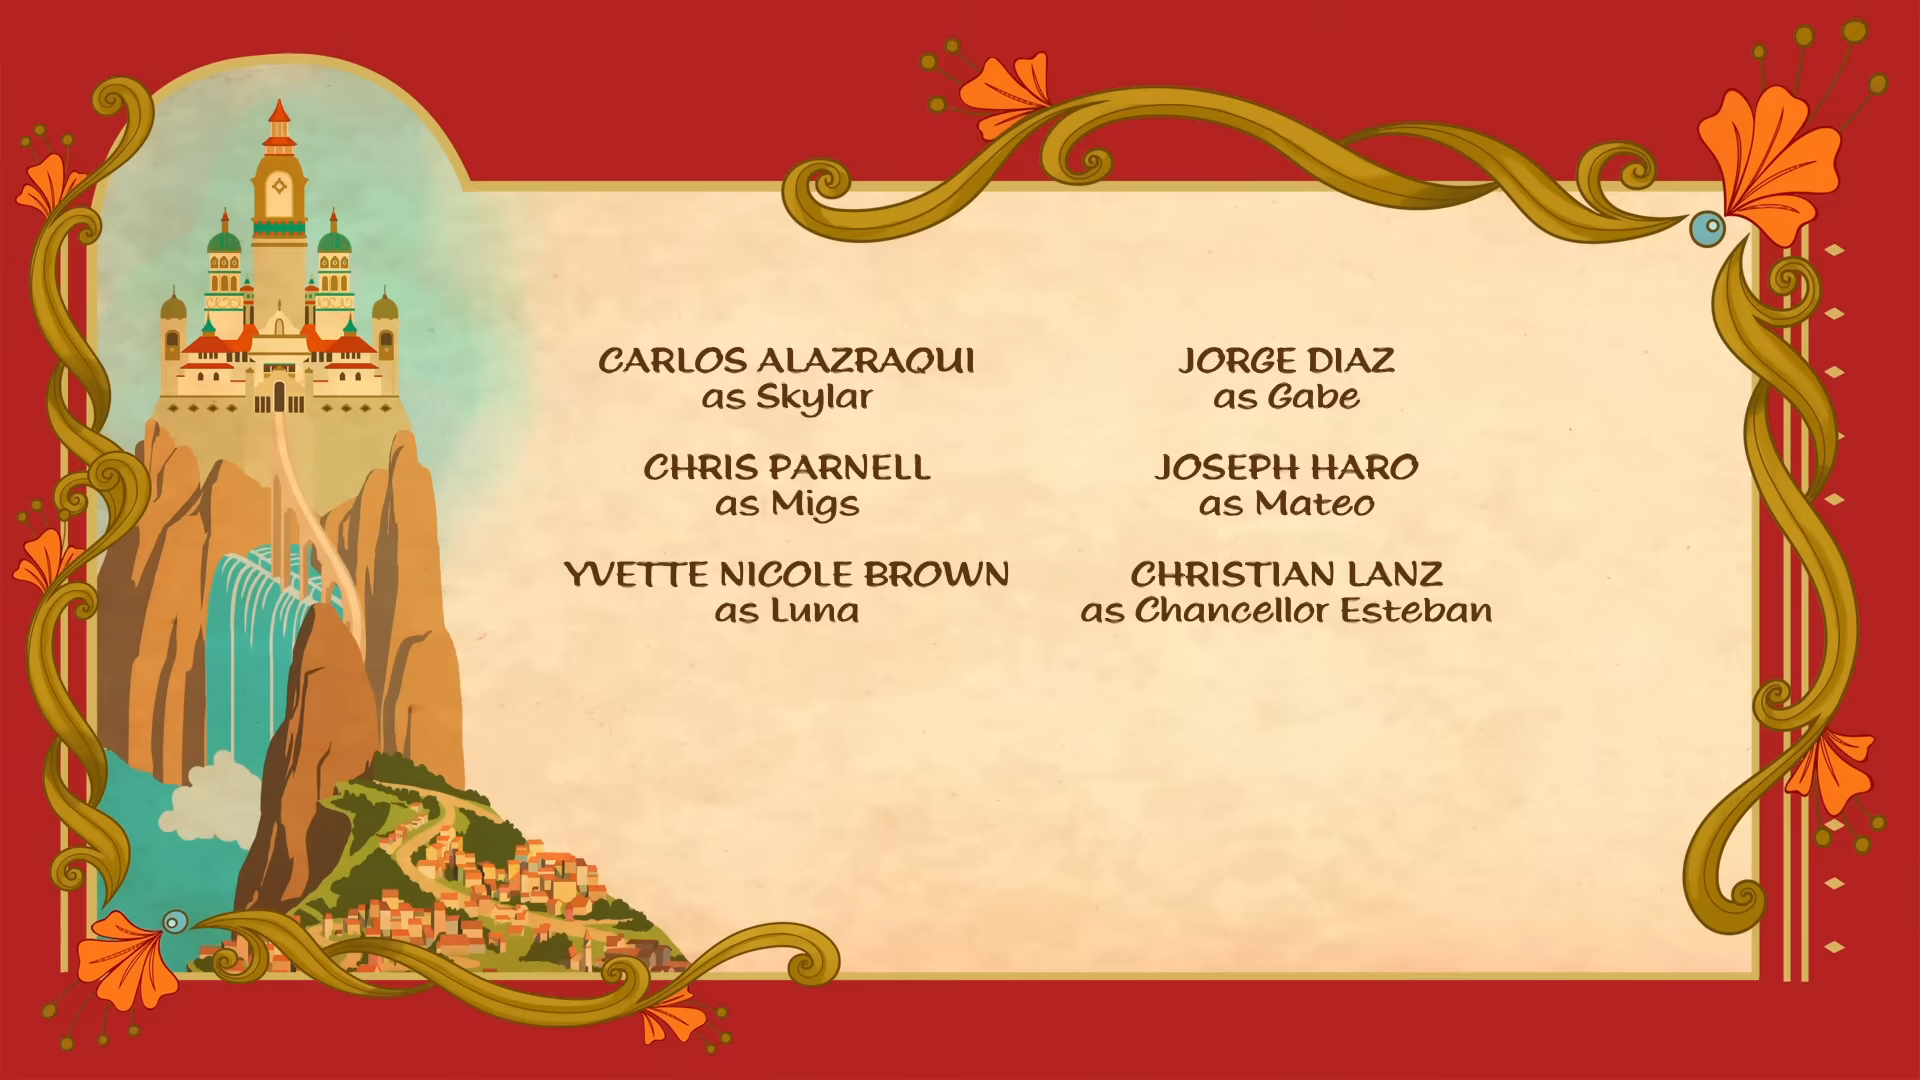 CARLOS ALAZRAQUI
as Skylar
CHRIS PARNELL
as Migs
YVETTE NICOLE BROWN
as Luna
JORGE DIAZ
as Gabe
JOSEPH HARO
as Mateo
CHRISTIAN LANZ
as Chancellor Esteban